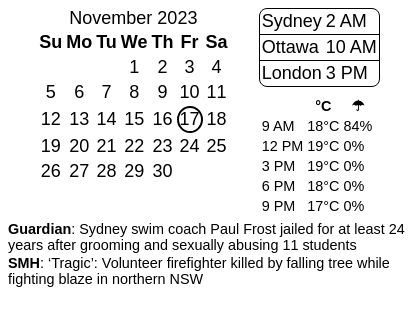 November 2023
Su Mo Tu We Th Fr Sa
1 2 3 4
5 6 7 8 9 10 11
12 13 14 15 16 17 18
19 20 21 22 23 24 25
26 27 28 29 30
Sydney 2 AM
Ottawa 10 AM
London 3 PM
°C ☂
9 AM 18°C 84%
12 PM 19°C 0%
3 PM 19°C 0%
6 PM 18°C 0%
9 PM 17°C 0%
Guardian: Sydney swim coach Paul Frost jailed for at least 24
years after grooming and sexually abusing 11 students
SMH: ‘Tragic’: Volunteer firefighter killed by falling tree while
fighting blaze in northern NSW